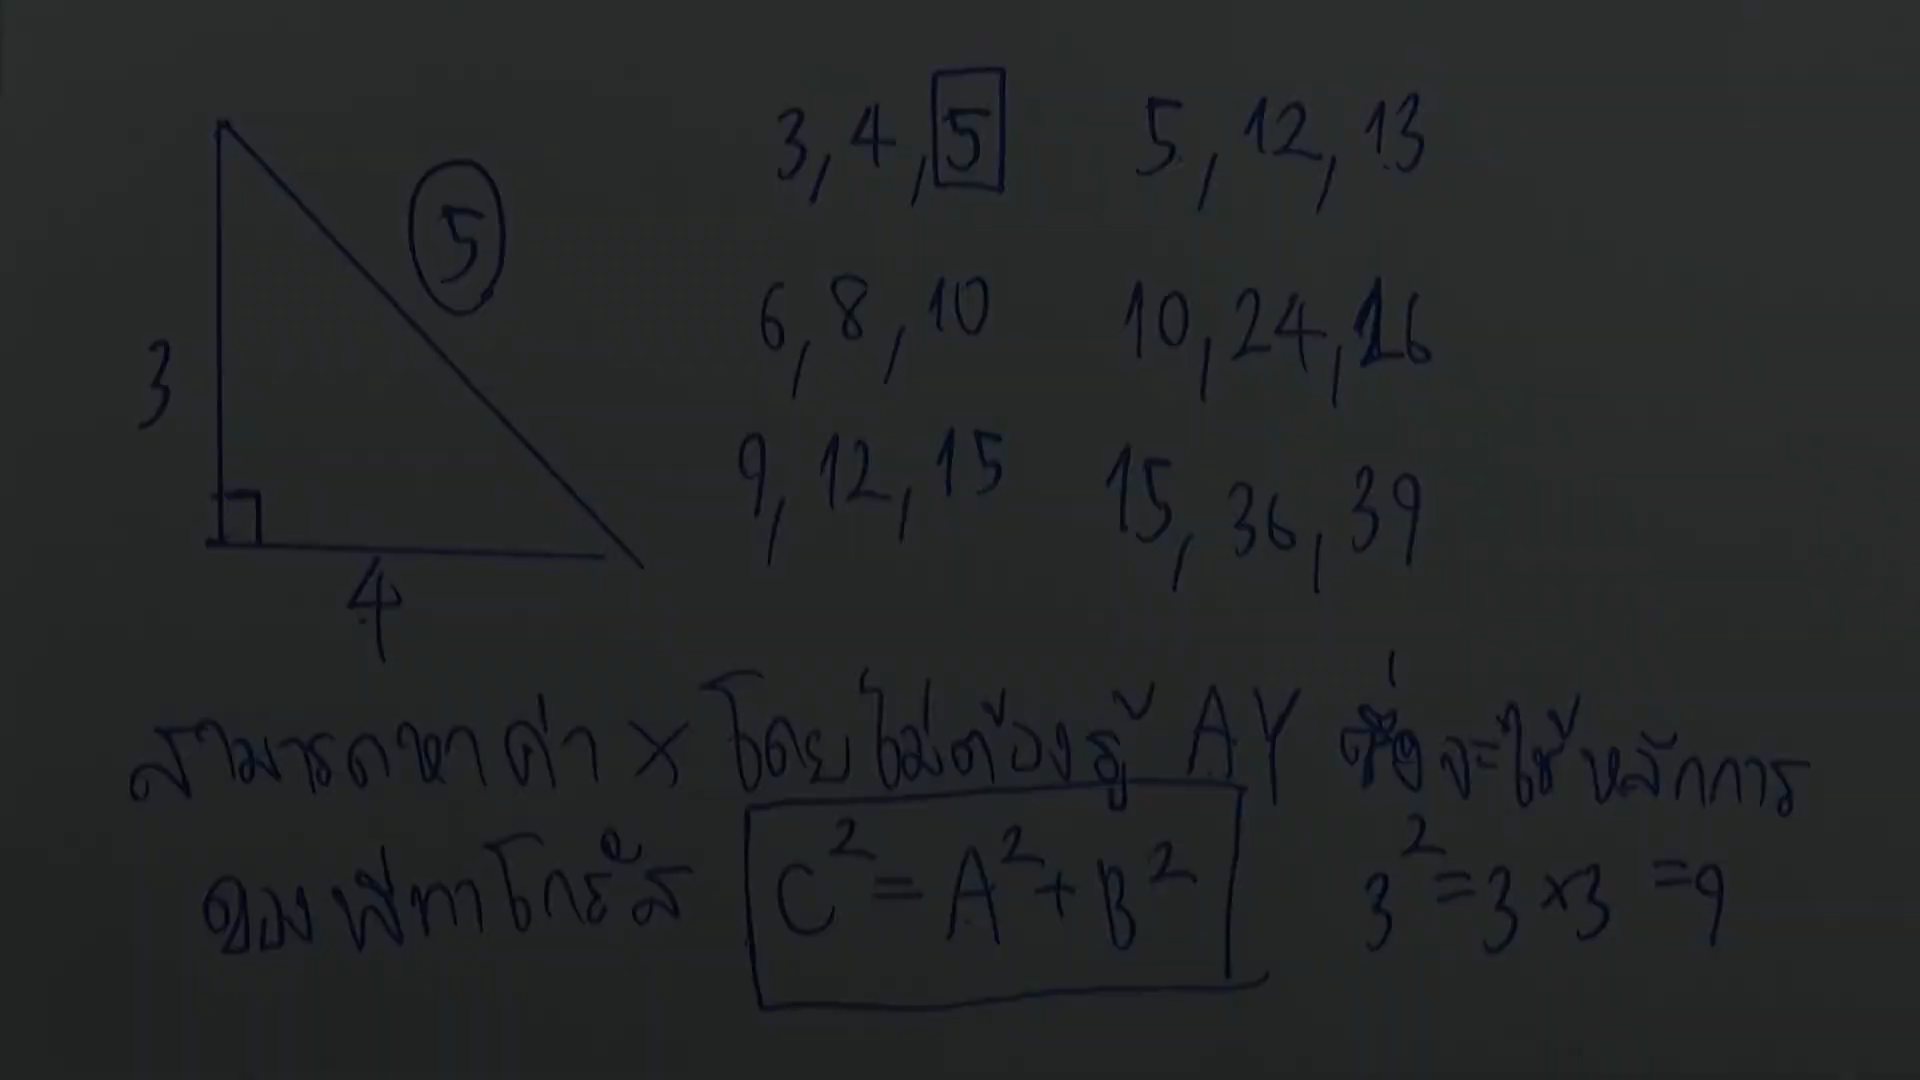 3, 4, 5    5, 12, 13
5
6, 8, 10    10, 24, 26
3
9, 12, 15    15, 36, 39
4
สามารถหาค่า x โดยไม่ต้องรู้ AY ซึ่งจะใช้หลักการ
ของพีทาโกรัส    C² = A² + B²    3² = 3 × 3 = 9